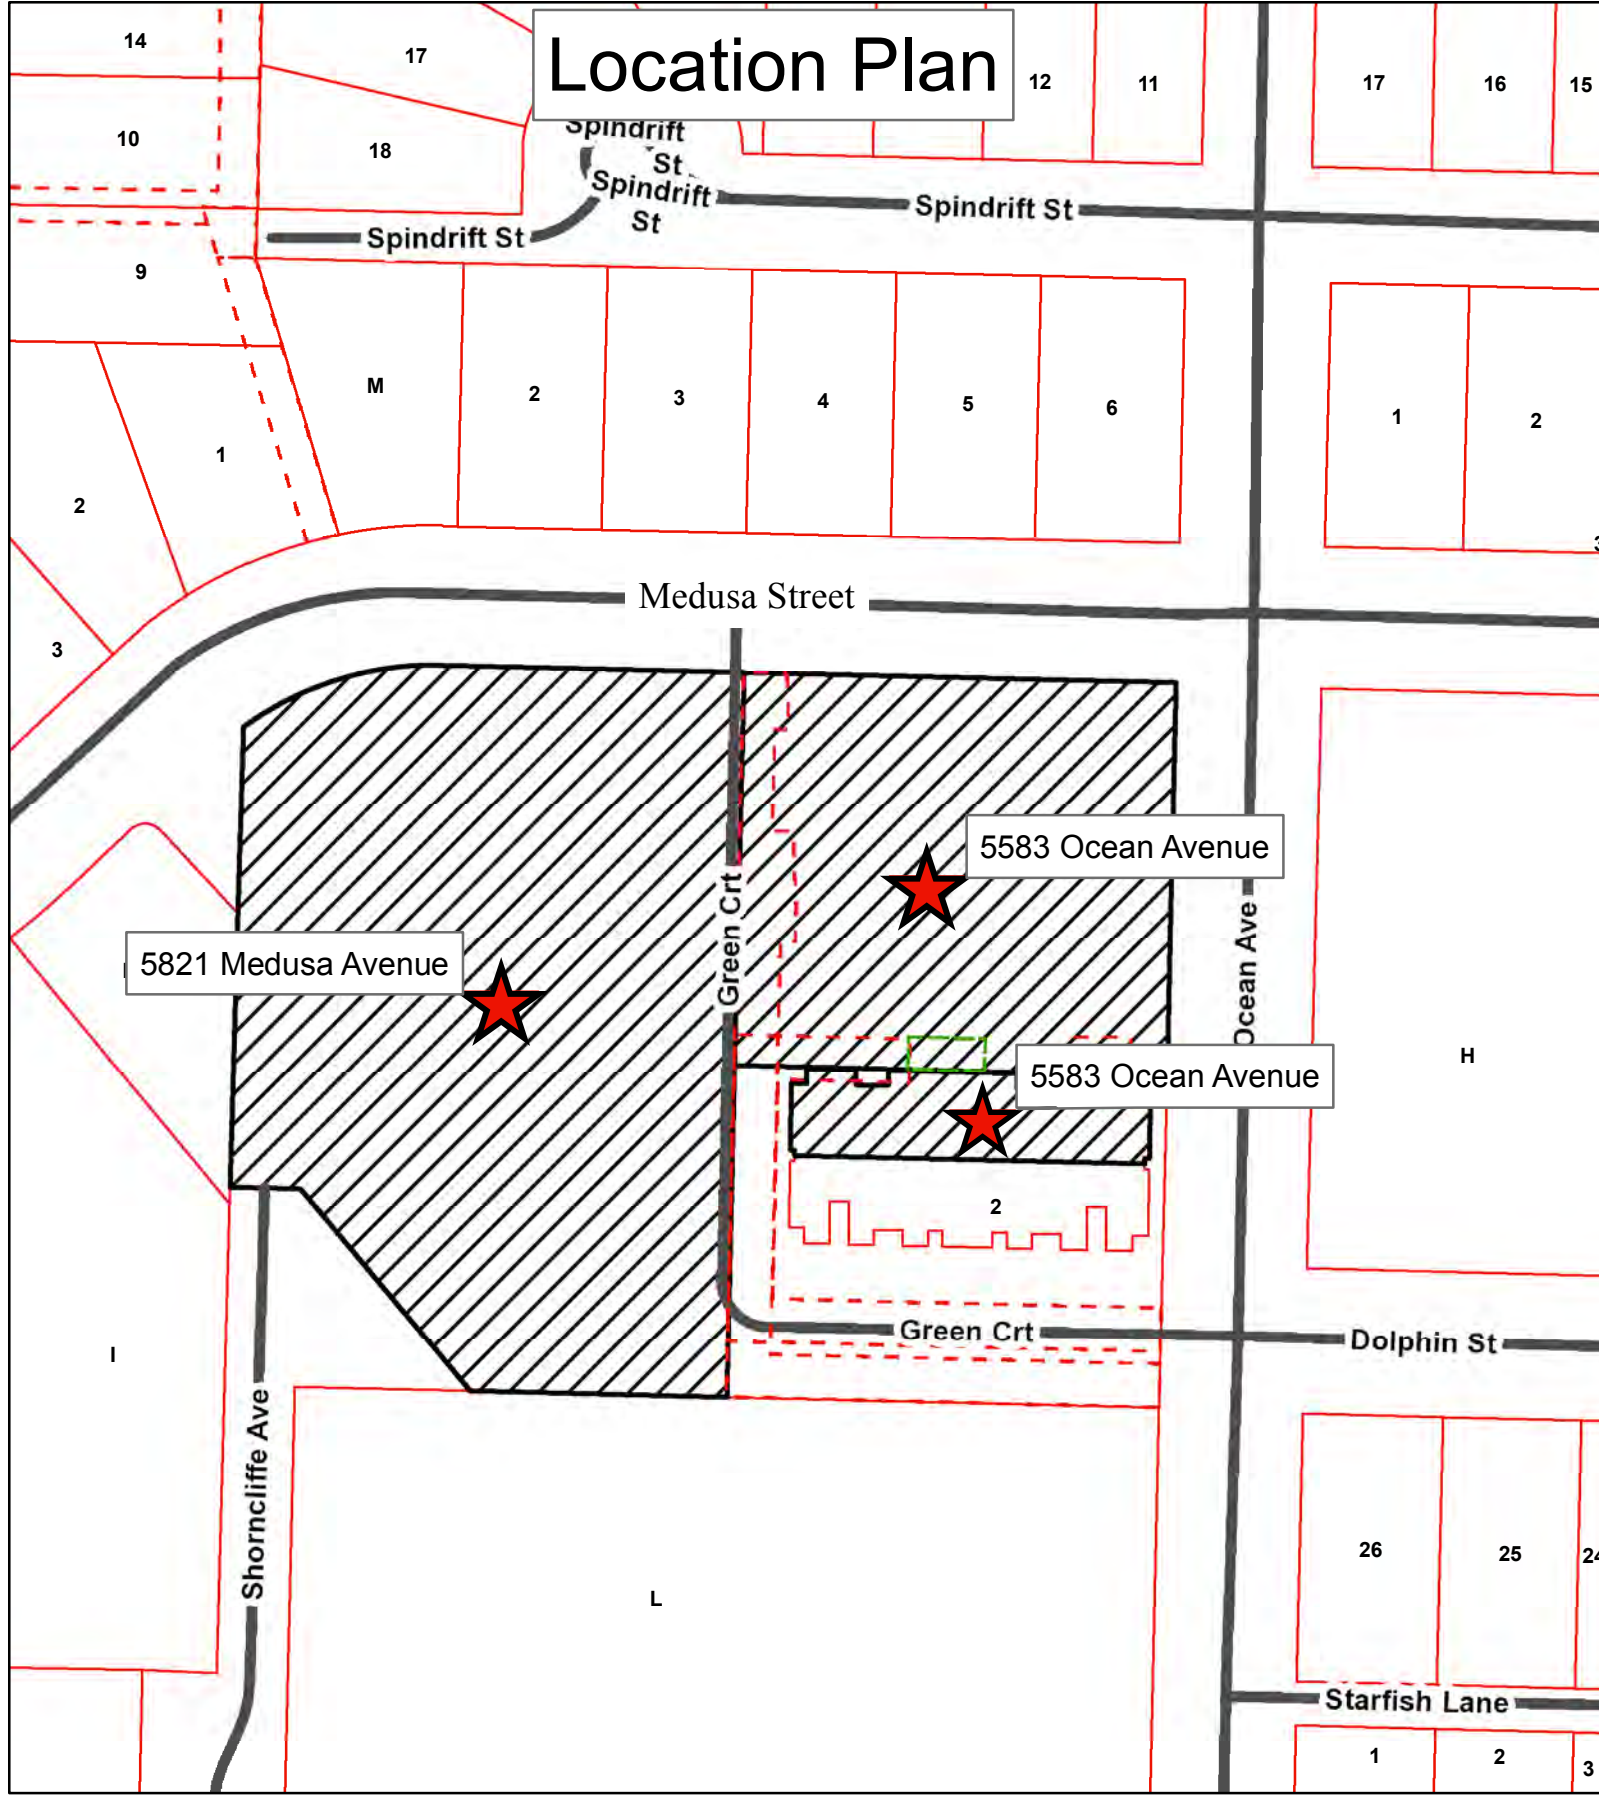 Location Plan
14
17
12
11
17
16
15
10
18
Spindrift
St
Spindrift
St
Spindrift St
Spindrift St
9
M
2
3
4
5
6
1
2
1
2
3
3
Medusa Street
5583 Ocean Avenue
Green Crt
Ocean Ave
5821 Medusa Avenue
H
5583 Ocean Avenue
2
Green Crt
Dolphin St
I
Shorncliffe Ave
L
26
25
24
Starfish Lane
1
2
3